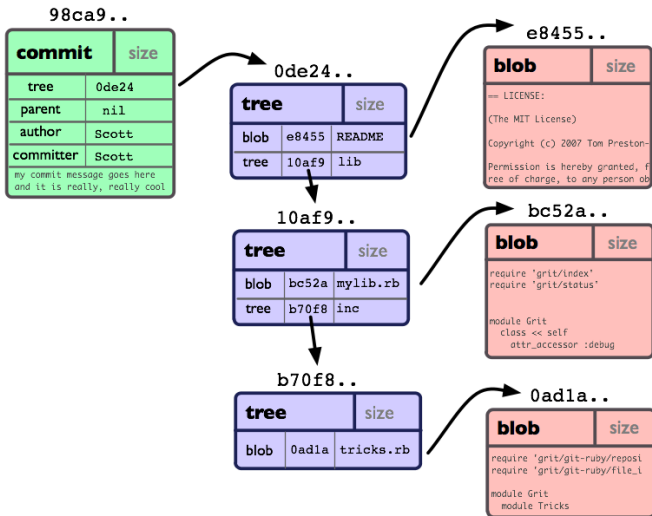 98ca9..
commit size
tree 0de24
parent nil
author Scott
committer Scott
my commit message goes here
and it is really, really cool
0de24..
tree size
blob e8455 README
tree 10af9 lib
e8455..
blob size
== LICENSE:
(The MIT License)
Copyright (c) 2007 Tom Preston-
Permission is hereby granted, f
ree of charge, to any person ob
10af9..
tree size
blob bc52a mylib.rb
tree b70f8 inc
bc52a..
blob size
require 'grit/index'
require 'grit/status'
module Grit
class << self
attr_accessor :debug
b70f8..
tree size
blob 0ad1a tricks.rb
0ad1a..
blob size
require 'grit/git-ruby/reposi
require 'grit/git-ruby/file_i
module Grit
module Tricks